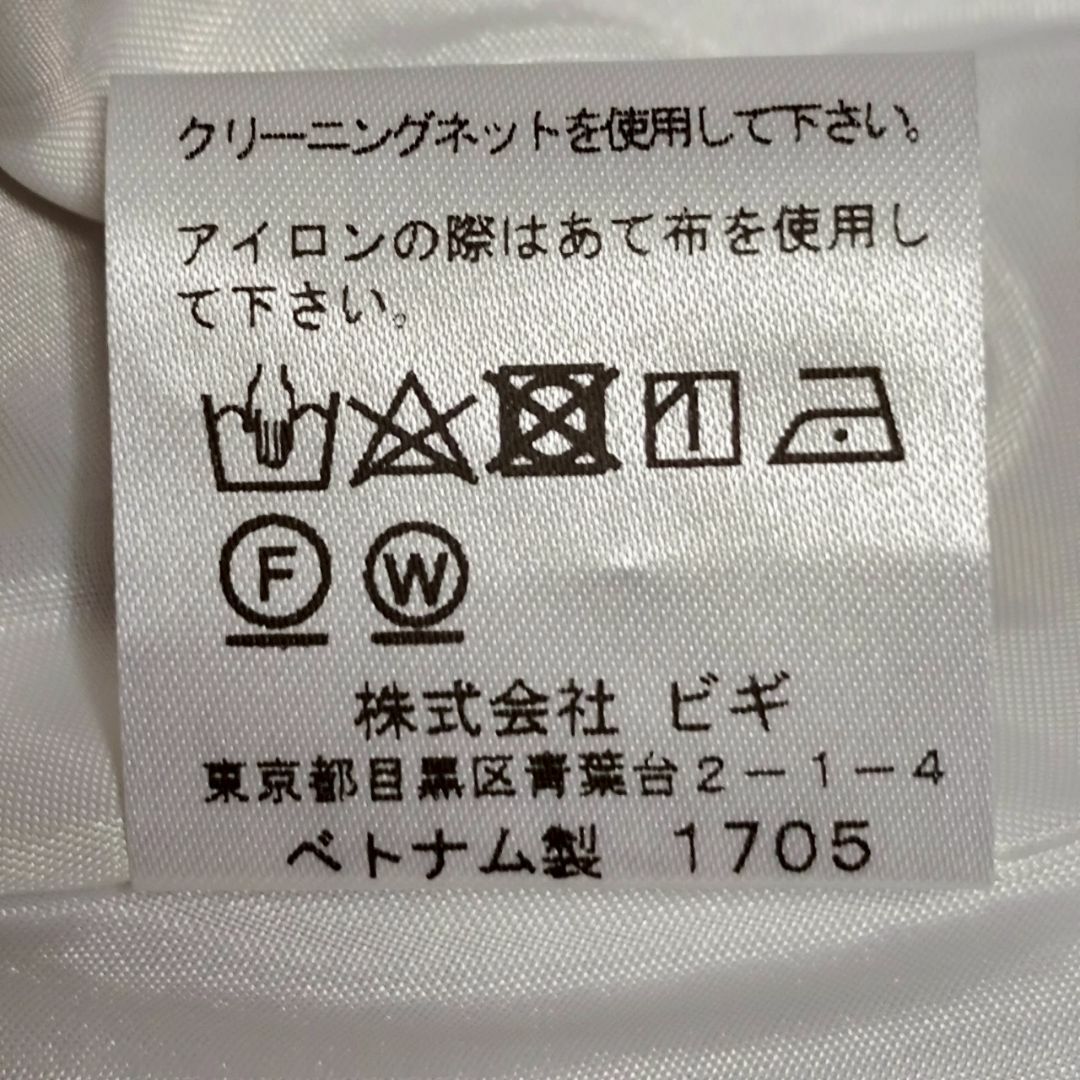 クリーニングネットを使用して下さい。
アイロンの際はあて布を使用し
て下さい。
F W
株式会社 ビギ
東京都目黒区青葉台2-1-4
ベトナム製 1705